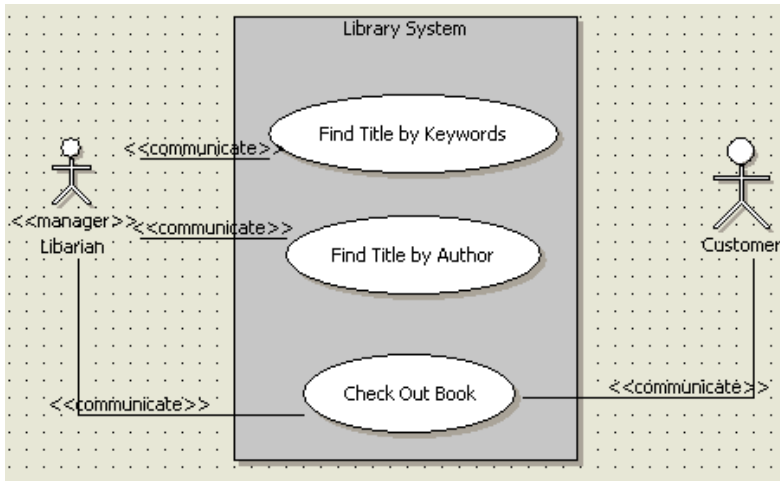 Library System
Find Title by Keywords
<<communicate>>
<<manager>>
Libarian
<<communicate>>
Find Title by Author
Customer
Check Out Book
<<communicate>>
<<communicate>>